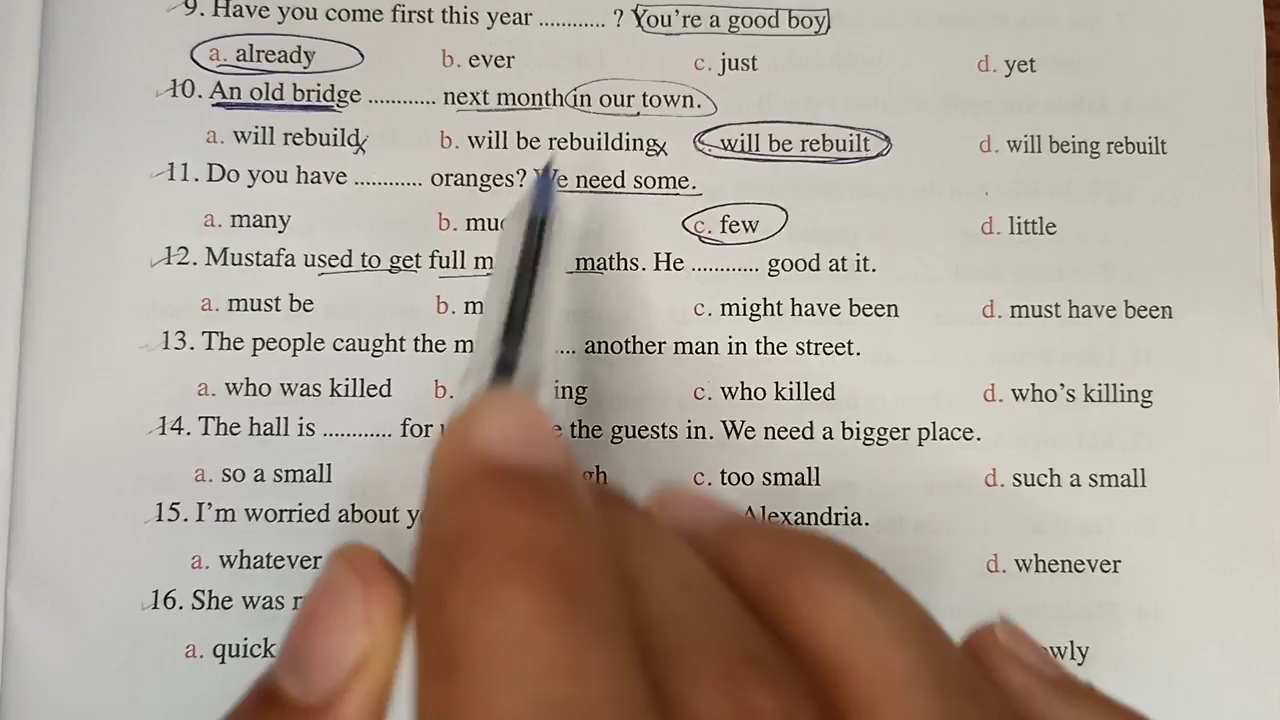 9. Have you come first this year ............ ? You're a good boy
a. already b. ever c. just d. yet
10. An old bridge ............ next month in our town.
a. will rebuild b. will be rebuilding c. will be rebuilt d. will being rebuilt
11. Do you have ............ oranges? We need some.
a. many b. c. few d. little
12. Mustafa used to get full maths. He ............ good at it.
a. must be b. c. might have been d. must have been
13. The people caught the .... another man in the street.
a. who was killed b. c. who killed d. who's killing
14. The hall is ............ for the guests in. We need a bigger place.
a. so a small c. too small d. such a small
15. I'm worried about Alexandria.
a. whatever d. whenever
16. She was
a. quick